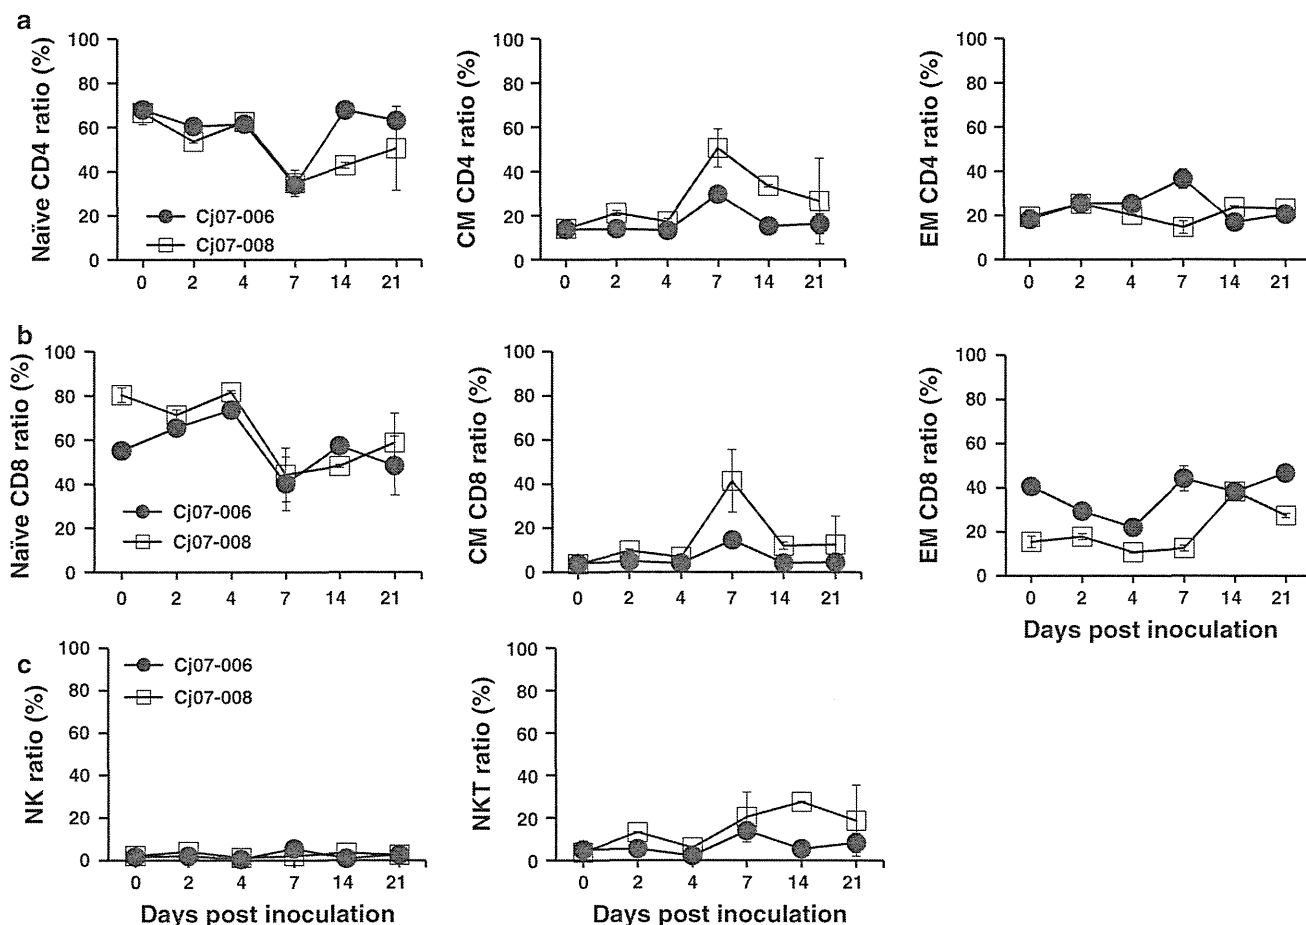 a
Naïve CD4 ratio (%)
100
80
60
40
20
0
Cj07-006
Cj07-008
0 2 4 7 14 21
CM CD4 ratio (%)
100
80
60
40
20
0
0 2 4 7 14 21
EM CD4 ratio (%)
100
80
60
40
20
0
0 2 4 7 14 21
b
Naïve CD8 ratio (%)
100
80
60
40
20
0
Cj07-006
Cj07-008
0 2 4 7 14 21
CM CD8 ratio (%)
100
80
60
40
20
0
0 2 4 7 14 21
EM CD8 ratio (%)
100
80
60
40
20
0
0 2 4 7 14 21
Days post inoculation
c
NK ratio (%)
100
80
60
40
20
0
Cj07-006
Cj07-008
0 2 4 7 14 21
Days post inoculation
NKT ratio (%)
100
80
60
40
20
0
0 2 4 7 14 21
Days post inoculation